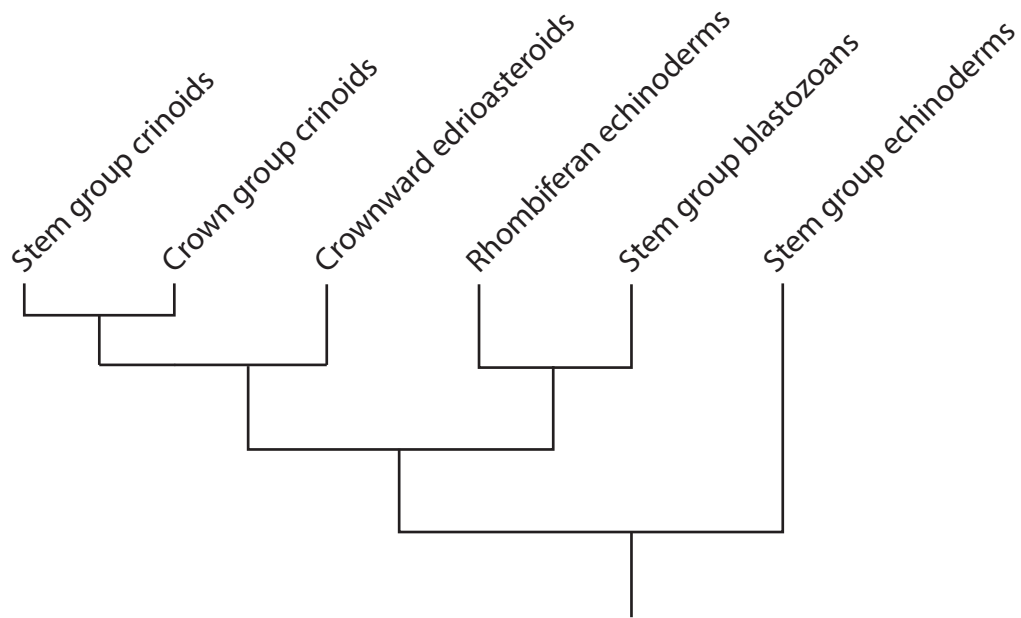 Stem group crinoids
Crown group crinoids
Crownward edrioasteroids
Rhombiferan echinoderms
Stem group blastozoans
Stem group echinoderms